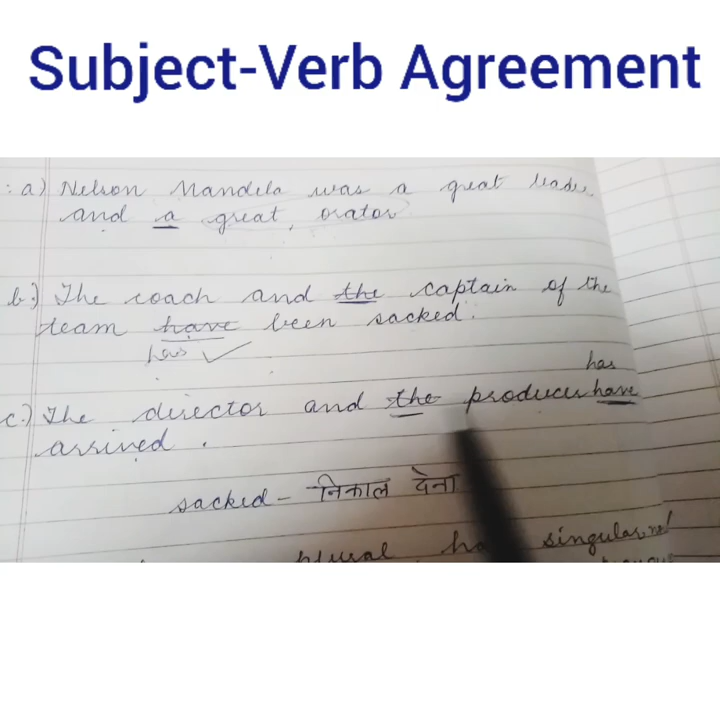 Subject-Verb Agreement
a) Nelson Mandela was a great leader
and a great orator
b) The coach and the captain of the
team have been sacked.
has ✓
has
c.) The director and the producer have
arrived.
sacked - निकाल देना
plural singular